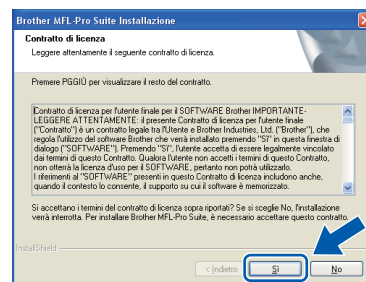 Brother MFL-Pro Suite Installazione
Contratto di licenza
Leggere attentamente il seguente contratto di licenza.
Premere PGGIÙ per visualizzare il resto del contratto.
Contratto di licenza per l'utente finale per il SOFTWARE Brother IMPORTANTE-
LEGGERE ATTENTAMENTE: il presente Contratto di licenza per l'utente finale
("Contratto") è un contratto legale tra l'Utente e Brother Industries, Ltd. ("Brother"), che
regola l'utilizzo del software Brother che verrà installato premendo "Sì" in questa finestra di
dialogo ("SOFTWARE"). Premendo "Sì", l'utente accetta di essere legalmente vincolato
dai termini di questo Contratto. Qualora l'utente non accetti i termini di questo Contratto,
non otterrà la licenza d'uso per il SOFTWARE, pertanto non potrà utilizzarlo.
I riferimenti al "SOFTWARE" presenti in questo Contratto di licenza includono anche,
quando il contesto lo consente, il supporto su cui il software è memorizzato.
Si accettano i termini del contratto di licenza sopra riportati? Se si sceglie No, l'installazione
verrà interrotta. Per installare Brother MFL-Pro Suite, è necessario accettare questo contratto.
InstallShield
< Indietro
Sì
No